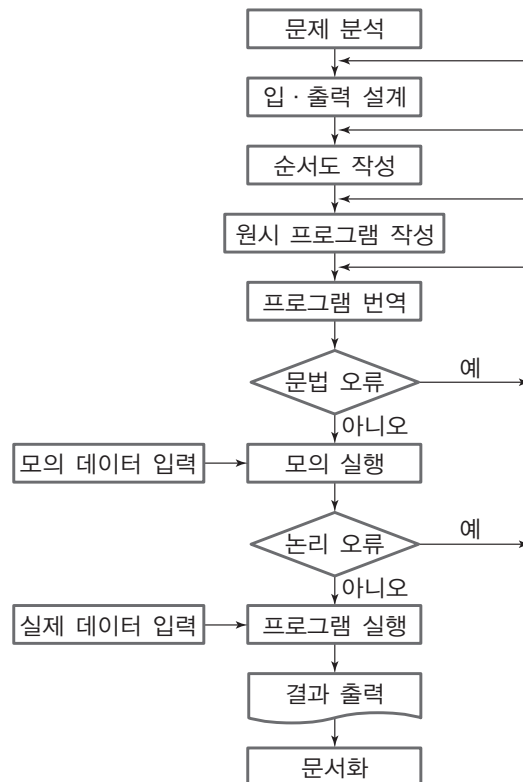 문제 분석
입·출력 설계
순서도 작성
원시 프로그램 작성
프로그램 번역
문법 오류
예
아니오
모의 데이터 입력
모의 실행
논리 오류
예
아니오
실제 데이터 입력
프로그램 실행
결과 출력
문서화